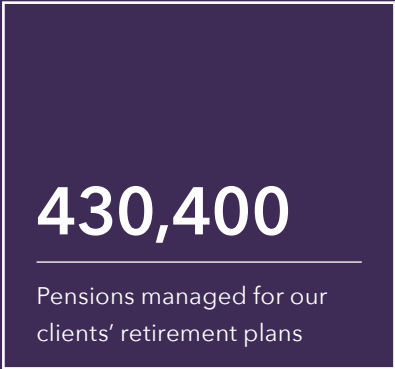 430,400
Pensions managed for our
clients’ retirement plans